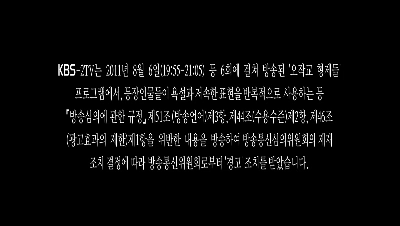 KBS-2TV는 2011년 8월 6일(19:55-21:05) 등 6회에 걸쳐 방송된 '오작교 형제들
프로그램에서, 등장인물들이 욕설과 저속한 표현을 반복적으로 사용하는 등
『방송심의에 관한 규정』 제51조(방송언어)제3항, 제44조(수용수준)제2항, 제46조
(광고효과의 제한)제1항을 위반한 내용을 방송하여 방송통신심의위원회의 제재
조치 결정에 따라 방송통신위원회로부터 '경고' 조치를 받았습니다.